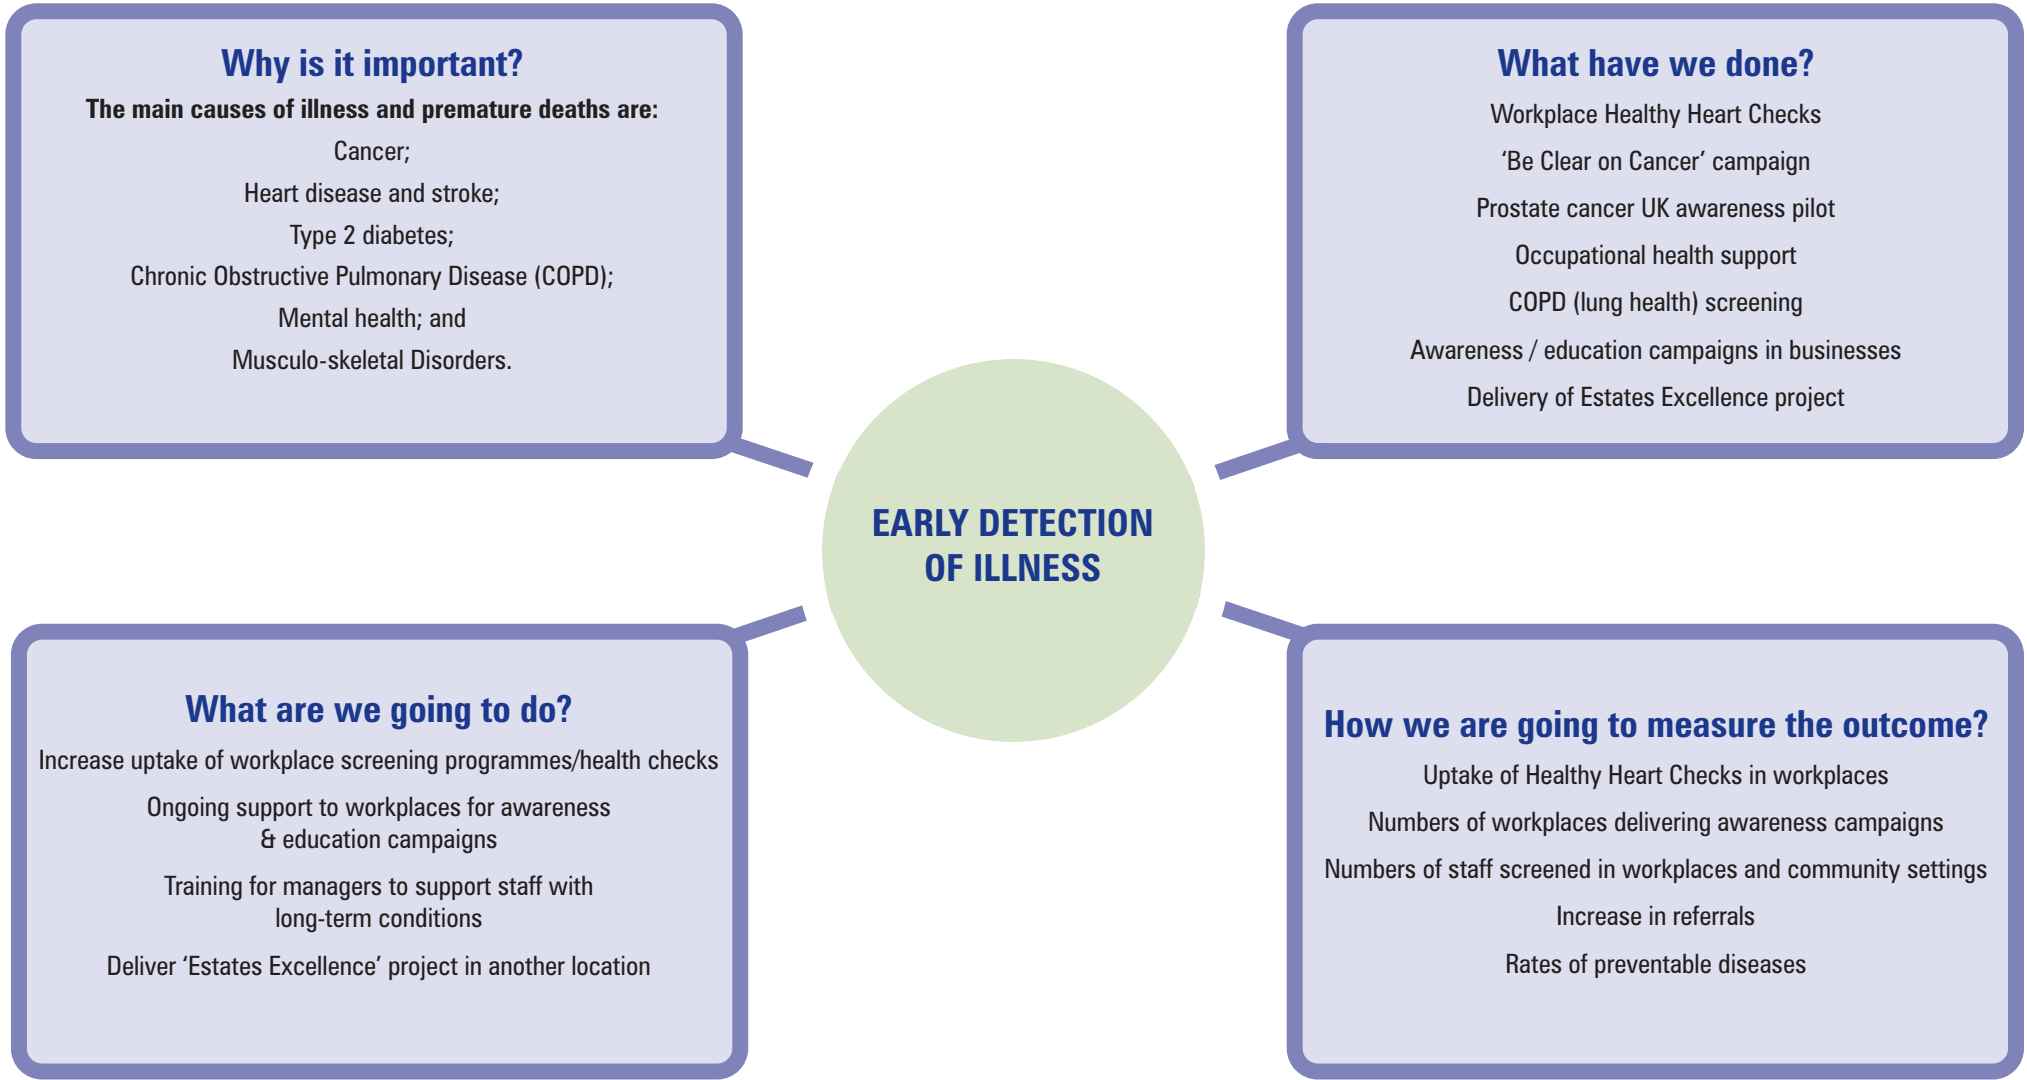 Why is it important?
The main causes of illness and premature deaths are:
Cancer;
Heart disease and stroke;
Type 2 diabetes;
Chronic Obstructive Pulmonary Disease (COPD);
Mental health; and
Musculo-skeletal Disorders.
What have we done?
Workplace Healthy Heart Checks
‘Be Clear on Cancer’ campaign
Prostate cancer UK awareness pilot
Occupational health support
COPD (lung health) screening
Awareness / education campaigns in businesses
Delivery of Estates Excellence project
EARLY DETECTION
OF ILLNESS
What are we going to do?
Increase uptake of workplace screening programmes/health checks
Ongoing support to workplaces for awareness
& education campaigns
Training for managers to support staff with
long-term conditions
Deliver ‘Estates Excellence’ project in another location
How we are going to measure the outcome?
Uptake of Healthy Heart Checks in workplaces
Numbers of workplaces delivering awareness campaigns
Numbers of staff screened in workplaces and community settings
Increase in referrals
Rates of preventable diseases